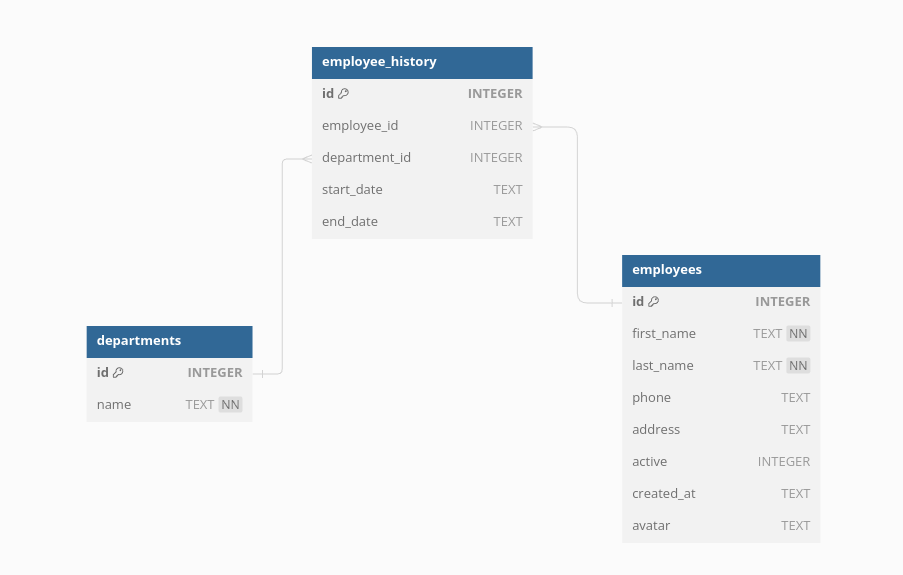 employee_history
id INTEGER
employee_id INTEGER
department_id INTEGER
start_date TEXT
end_date TEXT
employees
id INTEGER
first_name TEXT NN
last_name TEXT NN
phone TEXT
address TEXT
active INTEGER
created_at TEXT
avatar TEXT
departments
id INTEGER
name TEXT NN